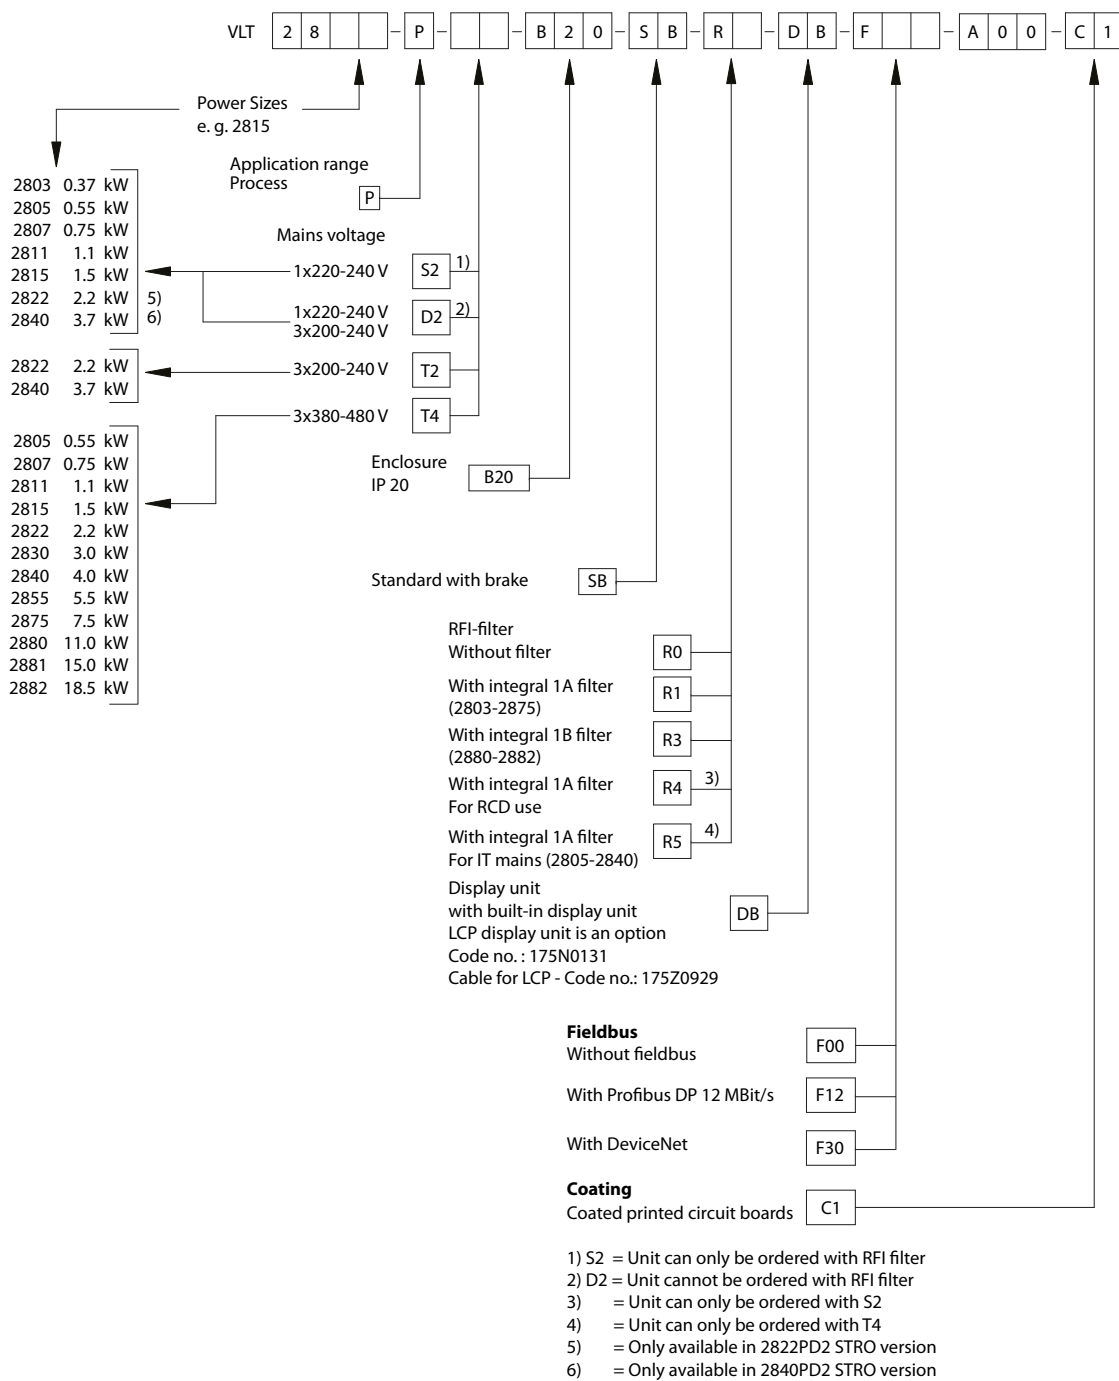 VLT 2 8 - P - - B 2 0 - S B - R - D B - F - A 0 0 - C 1
Power Sizes
e. g. 2815
Application range
Process
P
2803 0.37 kW
2805 0.55 kW
2807 0.75 kW
2811 1.1 kW
2815 1.5 kW
2822 2.2 kW 5)
2840 3.7 kW 6)
Mains voltage
1x220-240 V S2 1)
1x220-240 V
3x200-240 V D2 2)
2822 2.2 kW
2840 3.7 kW
3x200-240 V T2
3x380-480 V T4
2805 0.55 kW
2807 0.75 kW
2811 1.1 kW
2815 1.5 kW
2822 2.2 kW
2830 3.0 kW
2840 4.0 kW
2855 5.5 kW
2875 7.5 kW
2880 11.0 kW
2881 15.0 kW
2882 18.5 kW
Enclosure
IP 20 B20
Standard with brake SB
RFI-filter
Without filter R0
With integral 1A filter R1
(2803-2875)
With integral 1B filter R3
(2880-2882)
With integral 1A filter R4 3)
For RCD use
With integral 1A filter R5 4)
For IT mains (2805-2840)
Display unit
with built-in display unit DB
LCP display unit is an option
Code no. : 175N0131
Cable for LCP - Code no.: 175Z0929
Fieldbus
Without fieldbus F00
With Profibus DP 12 MBit/s F12
With DeviceNet F30
Coating
Coated printed circuit boards C1
1) S2 = Unit can only be ordered with RFI filter
2) D2 = Unit cannot be ordered with RFI filter
3) = Unit can only be ordered with S2
4) = Unit can only be ordered with T4
5) = Only available in 2822PD2 STRO version
6) = Only available in 2840PD2 STRO version